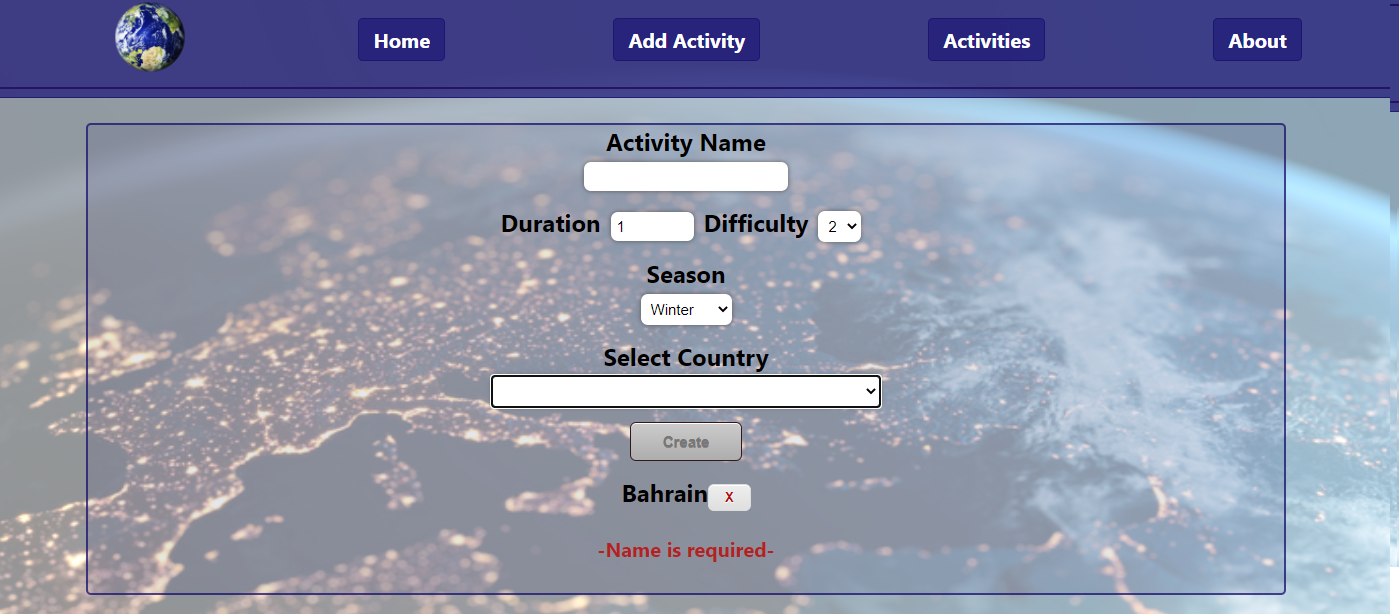 Home Add Activity Activities About
Activity Name
Duration 1 Difficulty 2
Season
Winter
Select Country
Create
Bahrain X
-Name is required-